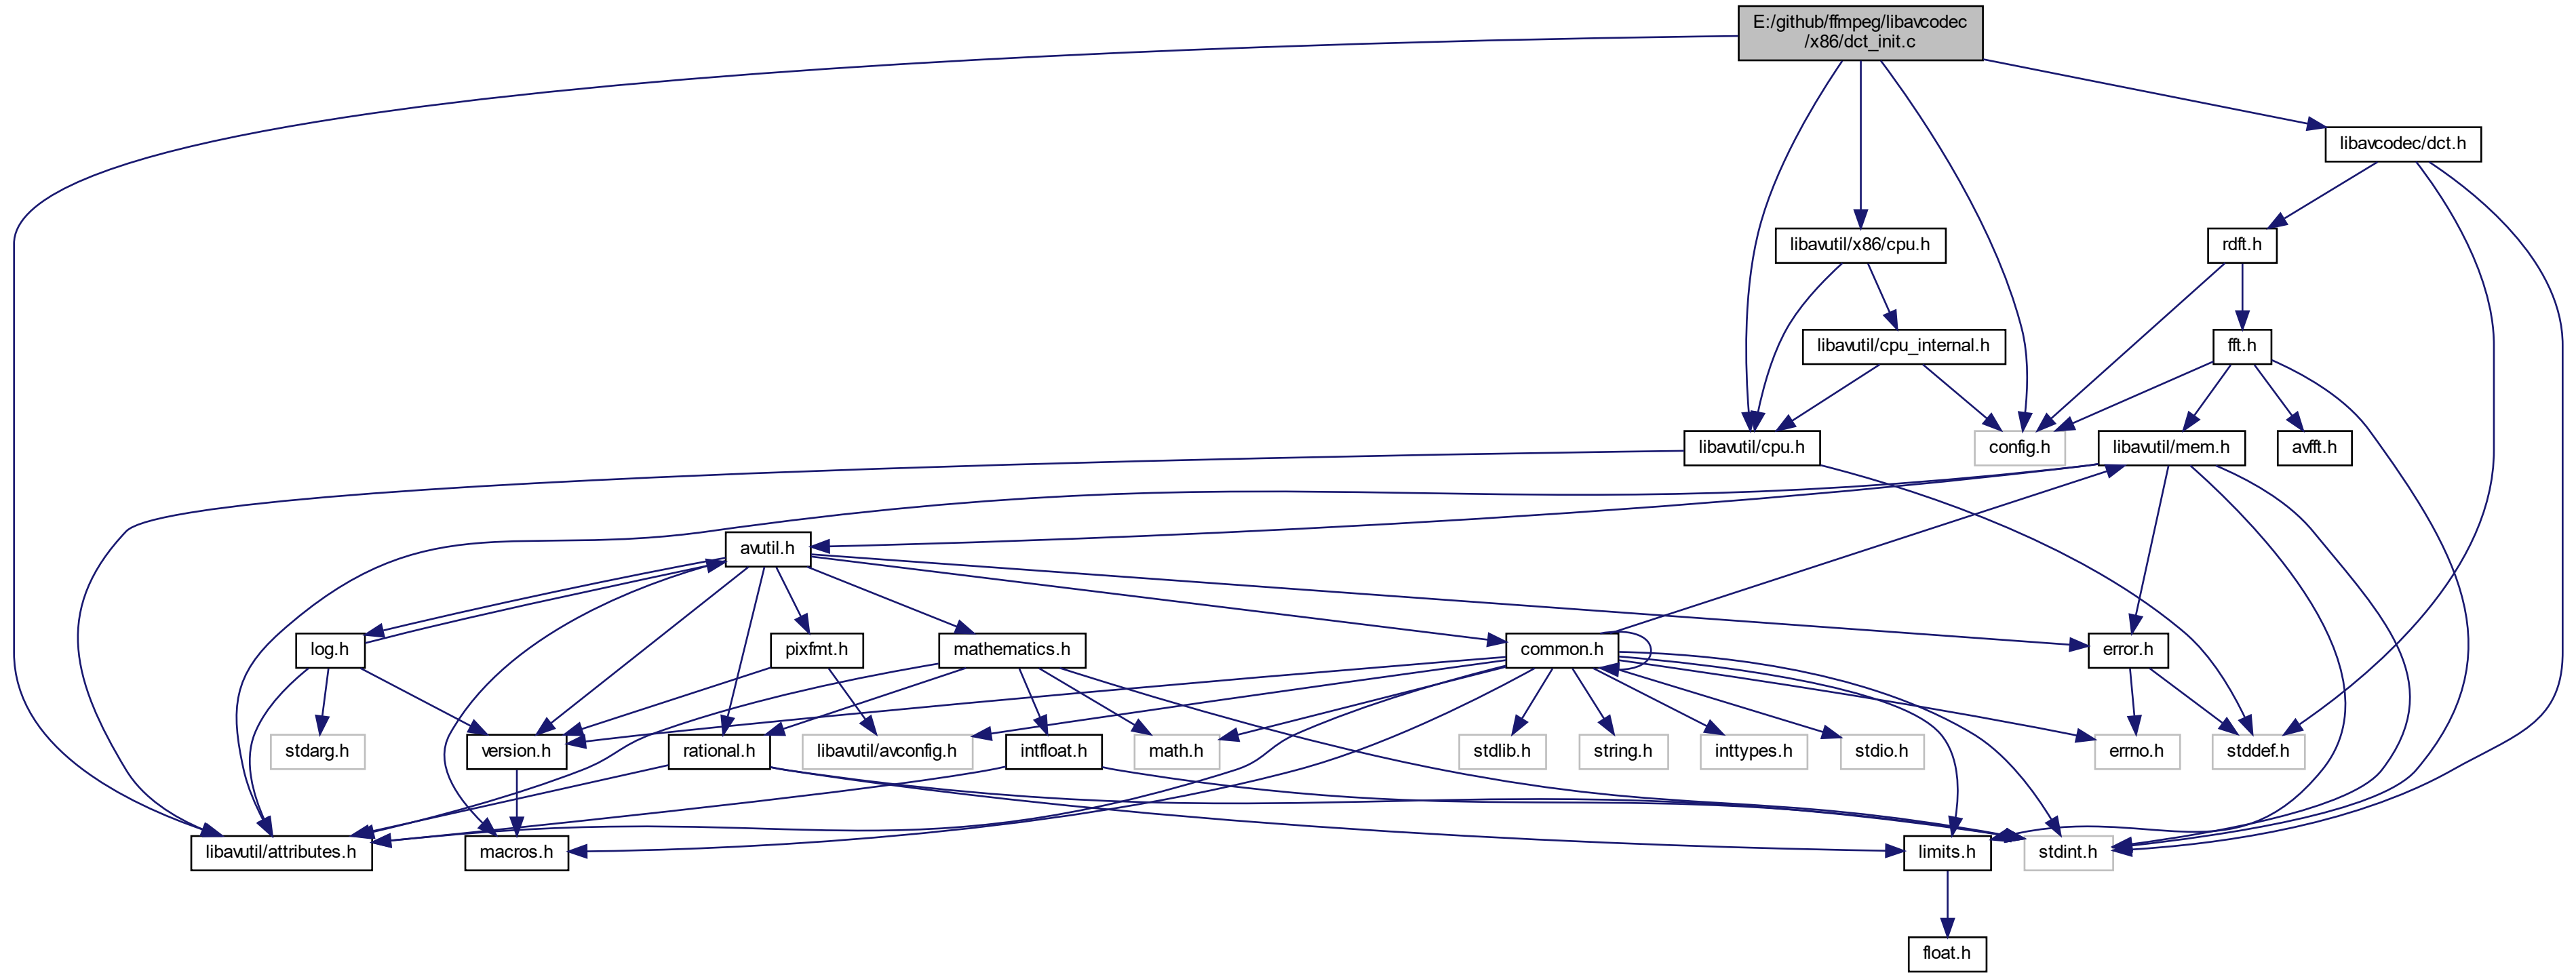 E:/github/ffmpeg/libavcodec
/x86/dct_init.c
libavcodec/dct.h
libavutil/x86/cpu.h
rdft.h
libavutil/cpu_internal.h
fft.h
libavutil/cpu.h
config.h
libavutil/mem.h
avfft.h
avutil.h
log.h
pixfmt.h
mathematics.h
common.h
error.h
stdarg.h
version.h
rational.h
libavutil/avconfig.h
intfloat.h
math.h
stdlib.h
string.h
inttypes.h
stdio.h
errno.h
stddef.h
libavutil/attributes.h
macros.h
limits.h
stdint.h
float.h